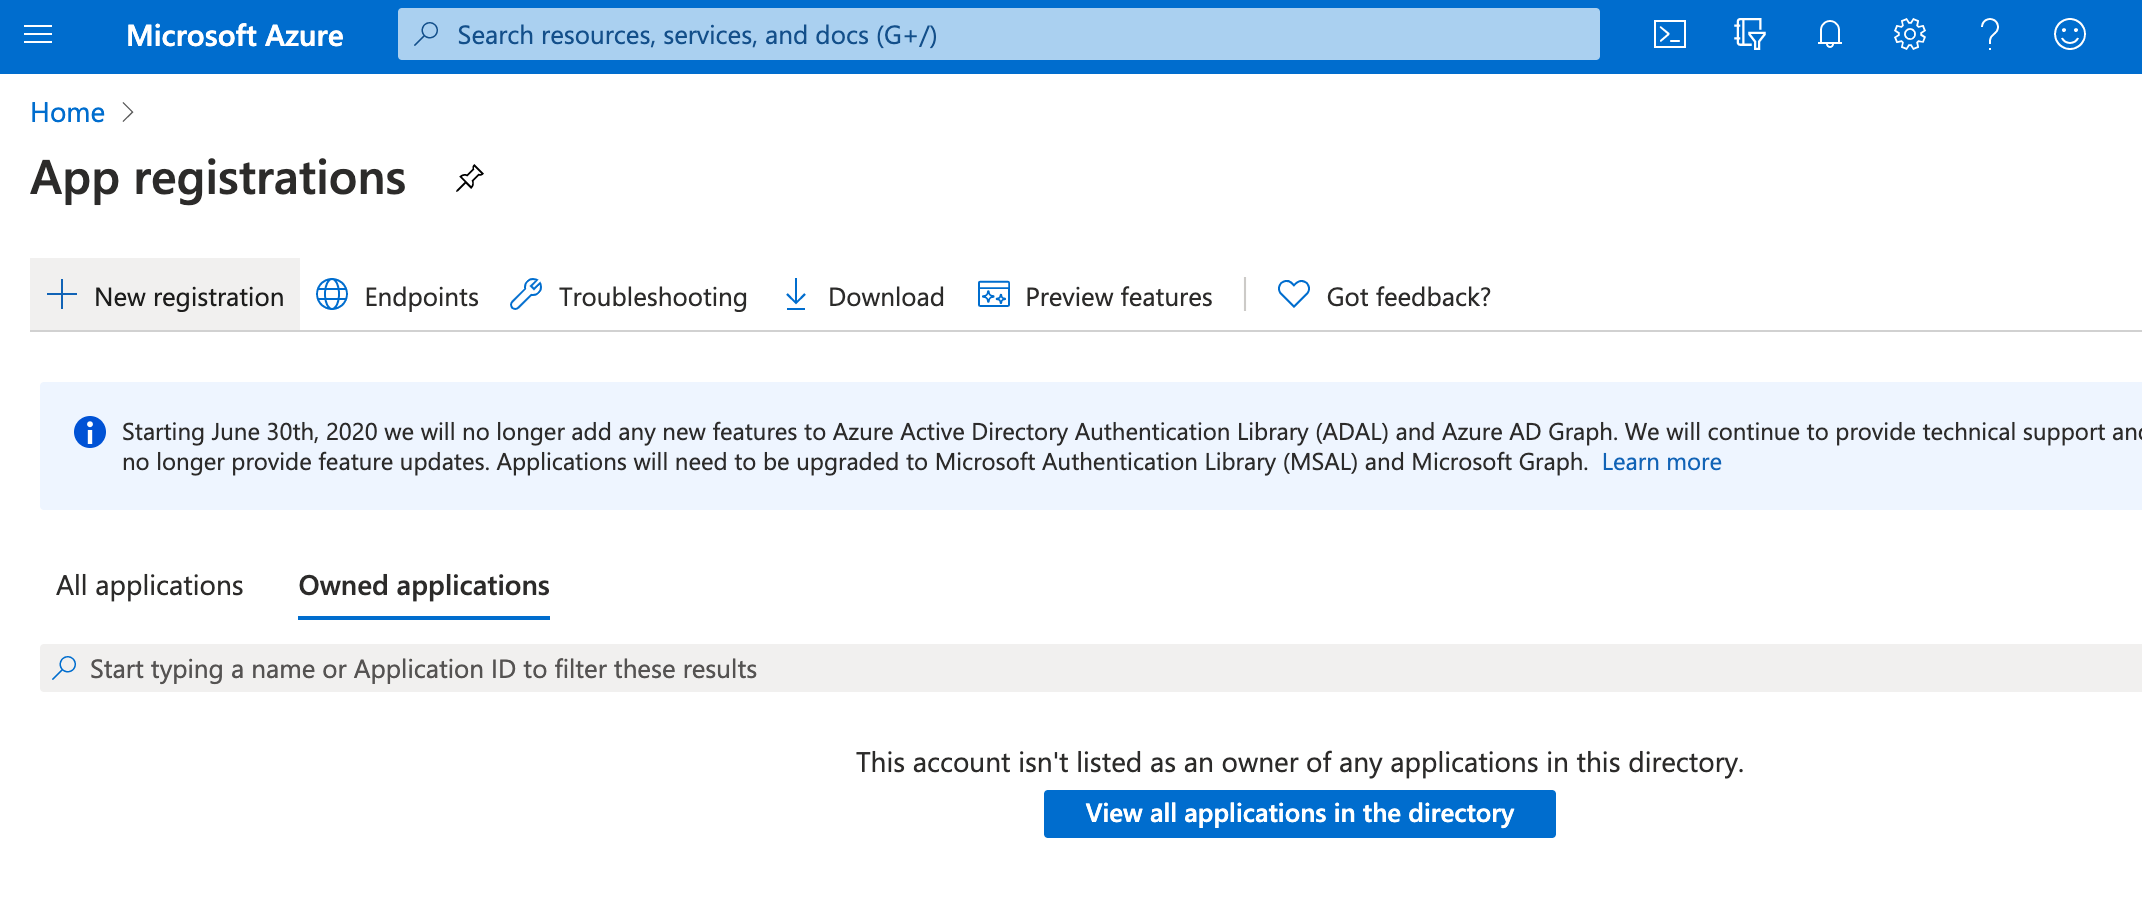 Microsoft Azure
Search resources, services, and docs (G+/)
Home
App registrations
New registration
Endpoints
Troubleshooting
Download
Preview features
Got feedback?
Starting June 30th, 2020 we will no longer add any new features to Azure Active Directory Authentication Library (ADAL) and Azure AD Graph. We will continue to provide technical support
no longer provide feature updates. Applications will need to be upgraded to Microsoft Authentication Library (MSAL) and Microsoft Graph. Learn more
All applications
Owned applications
Start typing a name or Application ID to filter these results
This account isn't listed as an owner of any applications in this directory.
View all applications in the directory